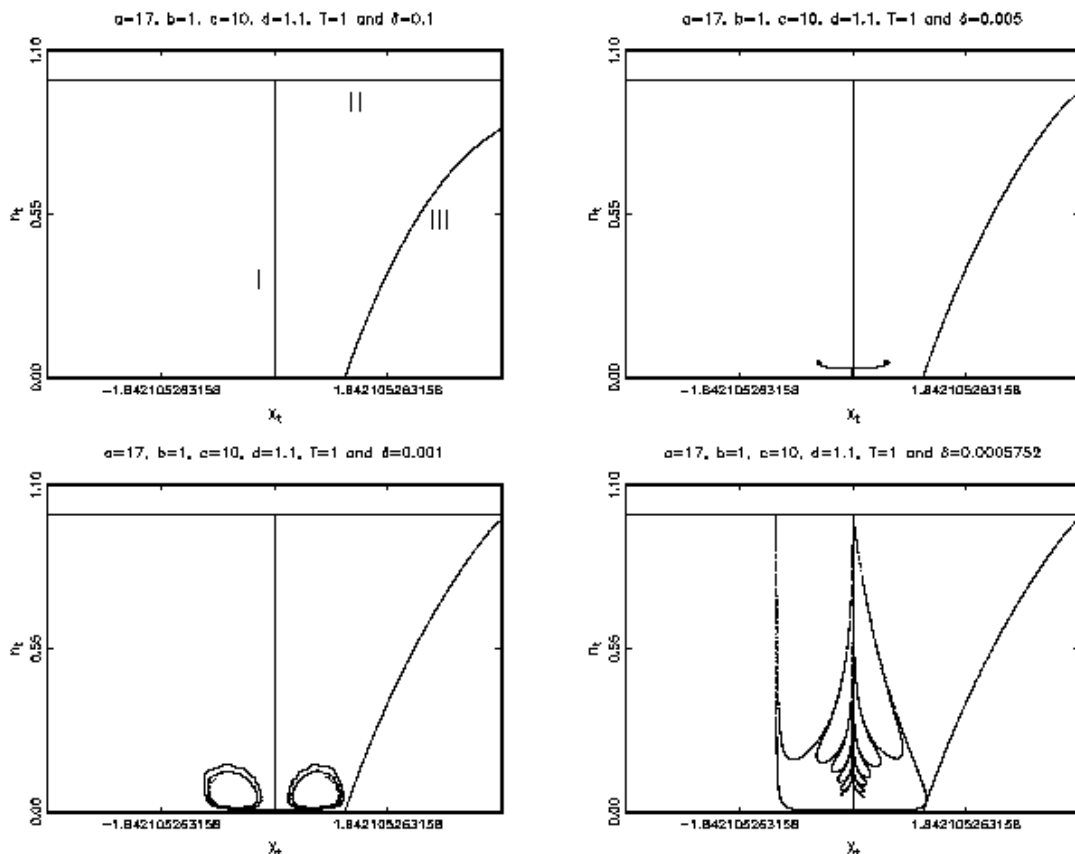 a=17, b=1, c=10, d=1.1, T=1 and δ=0.1
1.10
0.55
0.00
n_t
I
II
III
−1.842105263158
1.842105263158
X_t
a=17, b=1, c=10, d=1.1, T=1 and δ=0.005
1.10
0.55
0.00
n_t
−1.842105263158
1.842105263158
X_t
a=17, b=1, c=10, d=1.1, T=1 and δ=0.001
1.10
0.55
0.00
n_t
−1.842105263158
1.842105263158
X_t
a=17, b=1, c=10, d=1.1, T=1 and δ=0.0005752
1.10
0.55
0.00
n_t
−1.842105263158
1.842105263158
X_t